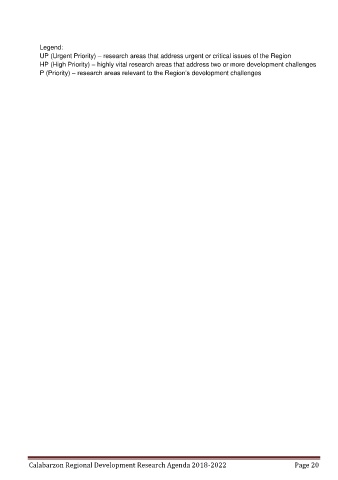 Legend:
UP (Urgent Priority) – research areas that address urgent or critical issues of the Region
HP (High Priority) – highly vital research areas that address two or more development challenges
P (Priority) – research areas relevant to the Region's development challenges
Calabarzon Regional Development Research Agenda 2018-2022 Page 20